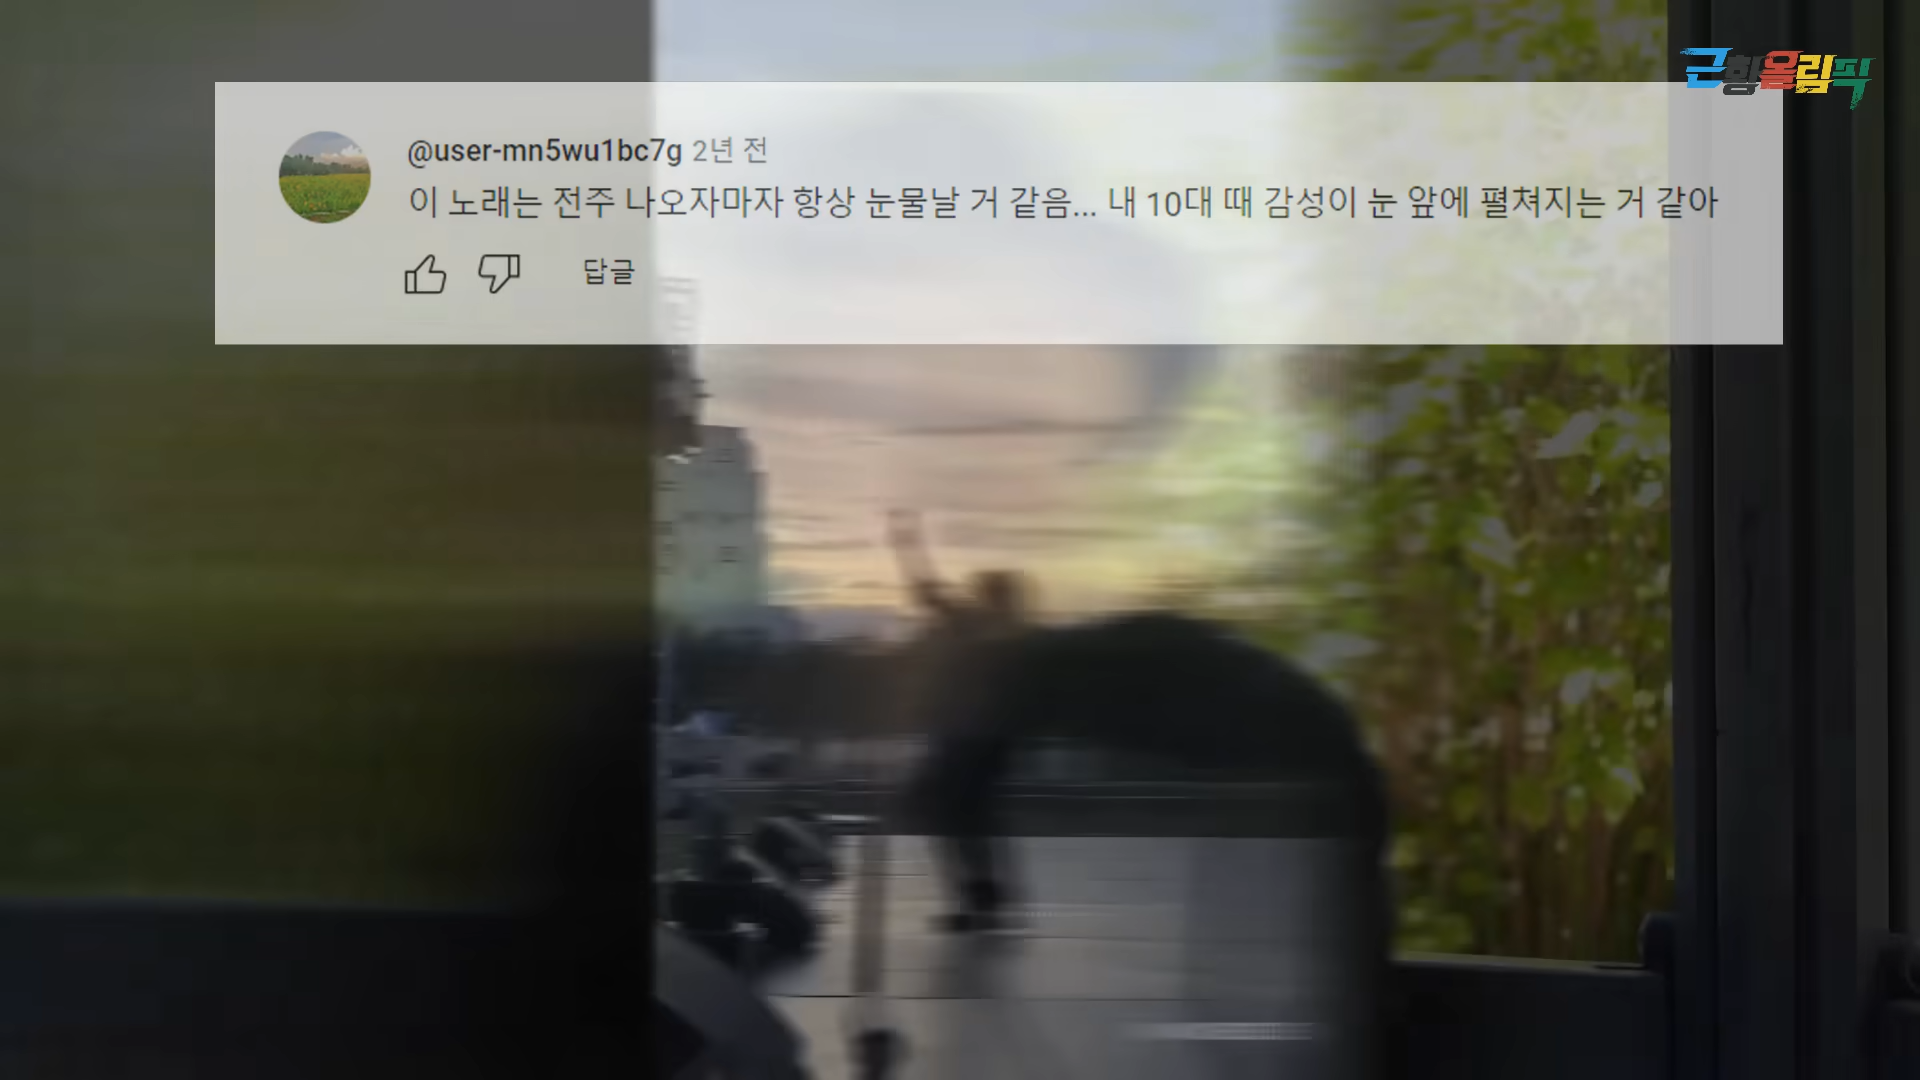 근황올림픽
@user-mn5wu1bc7g 2년 전
이 노래는 전주 나오자마자 항상 눈물날 거 같음... 내 10대 때 감성이 눈 앞에 펼쳐지는 거 같아
답글